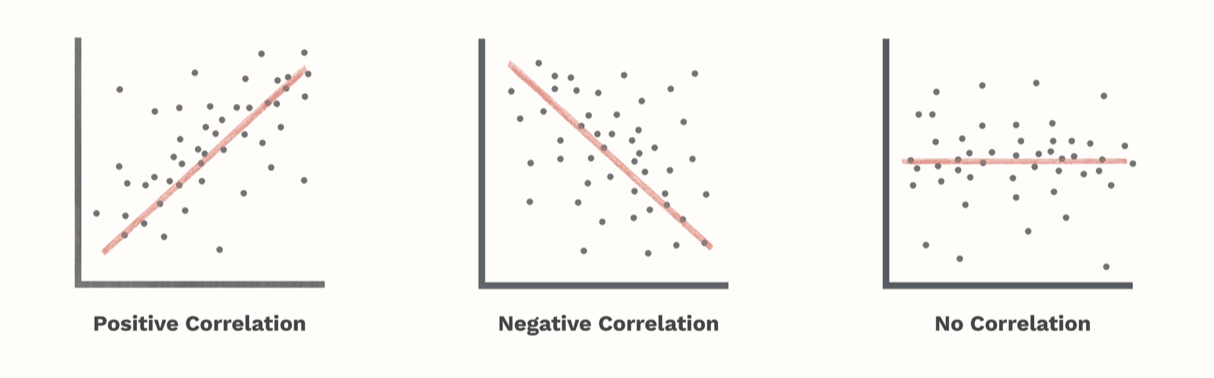 Positive Correlation
Negative Correlation
No Correlation